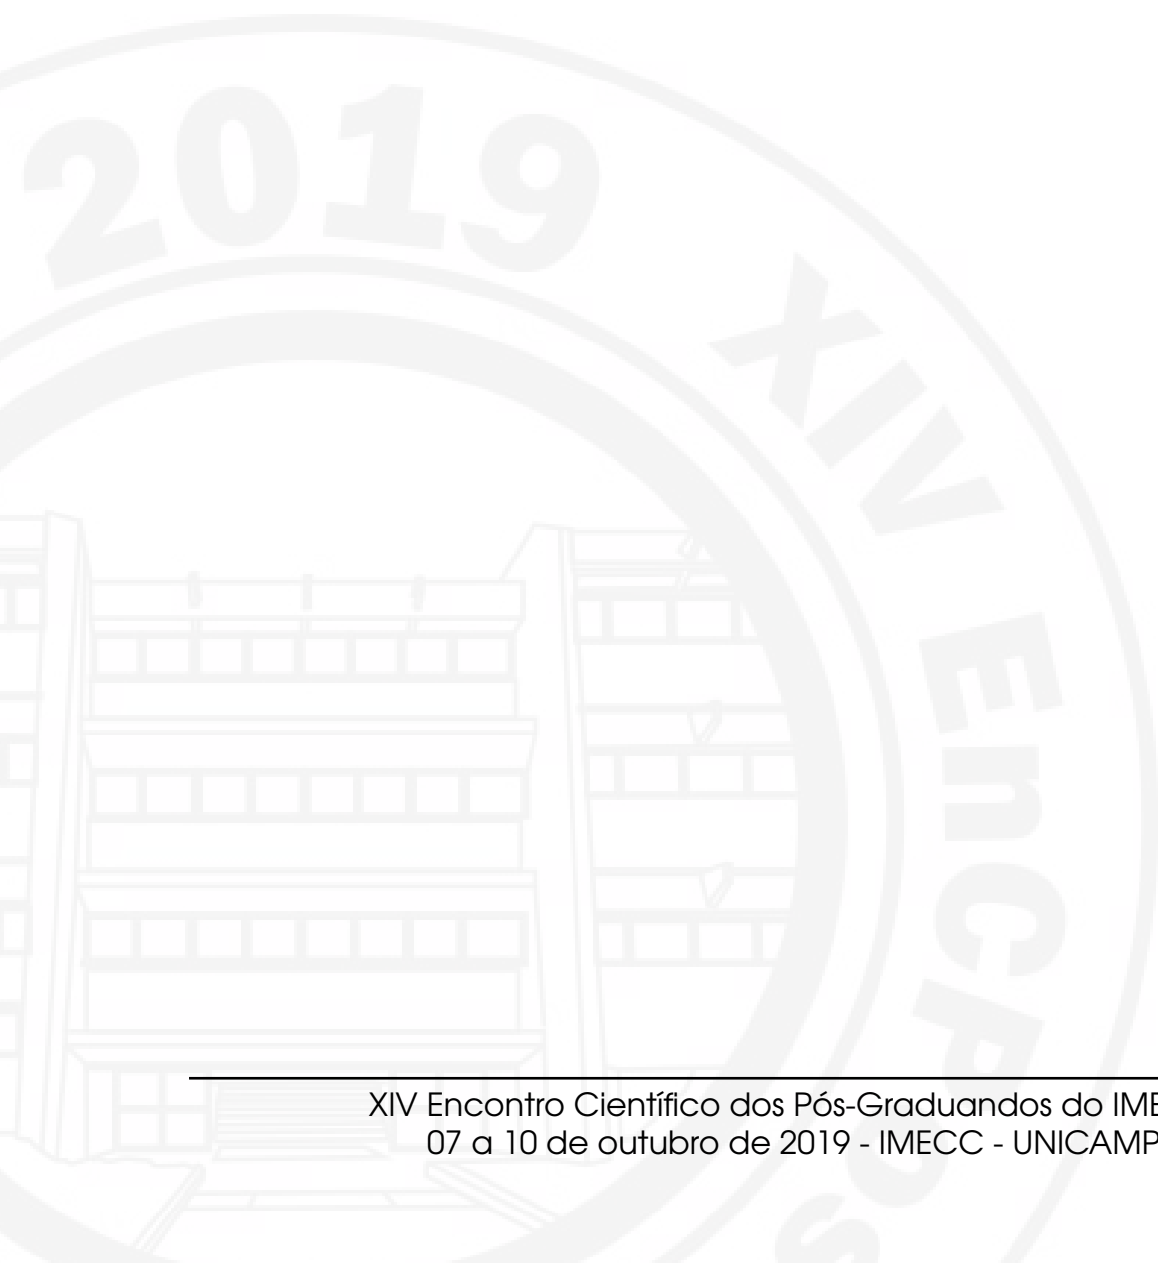 2019 XIV EnCPos
XIV Encontro Científico dos Pós-Graduandos do IME
07 a 10 de outubro de 2019 - IMECC - UNICAMP